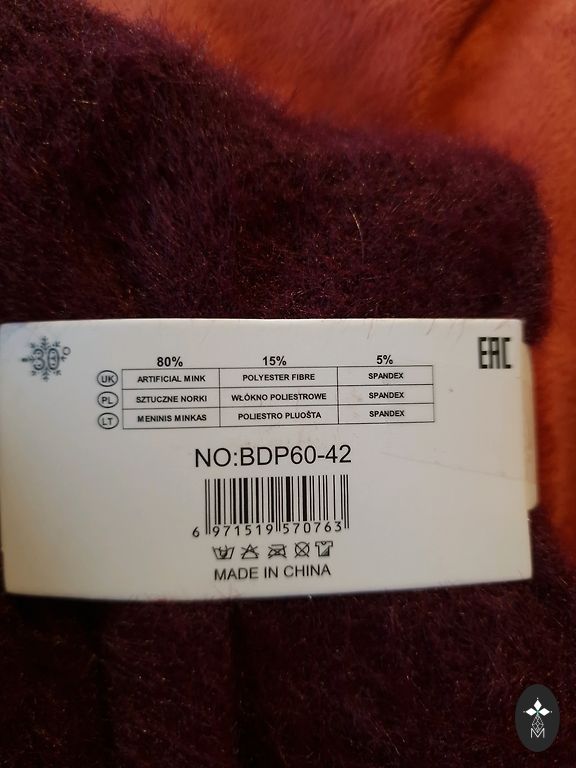 30°
EAC
80% 15% 5%
UK ARTIFICIAL MINK POLYESTER FIBRE SPANDEX
PL SZTUCZNE NORKI WŁÓKNO POLIESTROWE SPANDEX
LT MENINIS MINKAS POLIESTRO PLUOŠTA SPANDEX
NO:BDP60-42
6 971519 570763
MADE IN CHINA
M